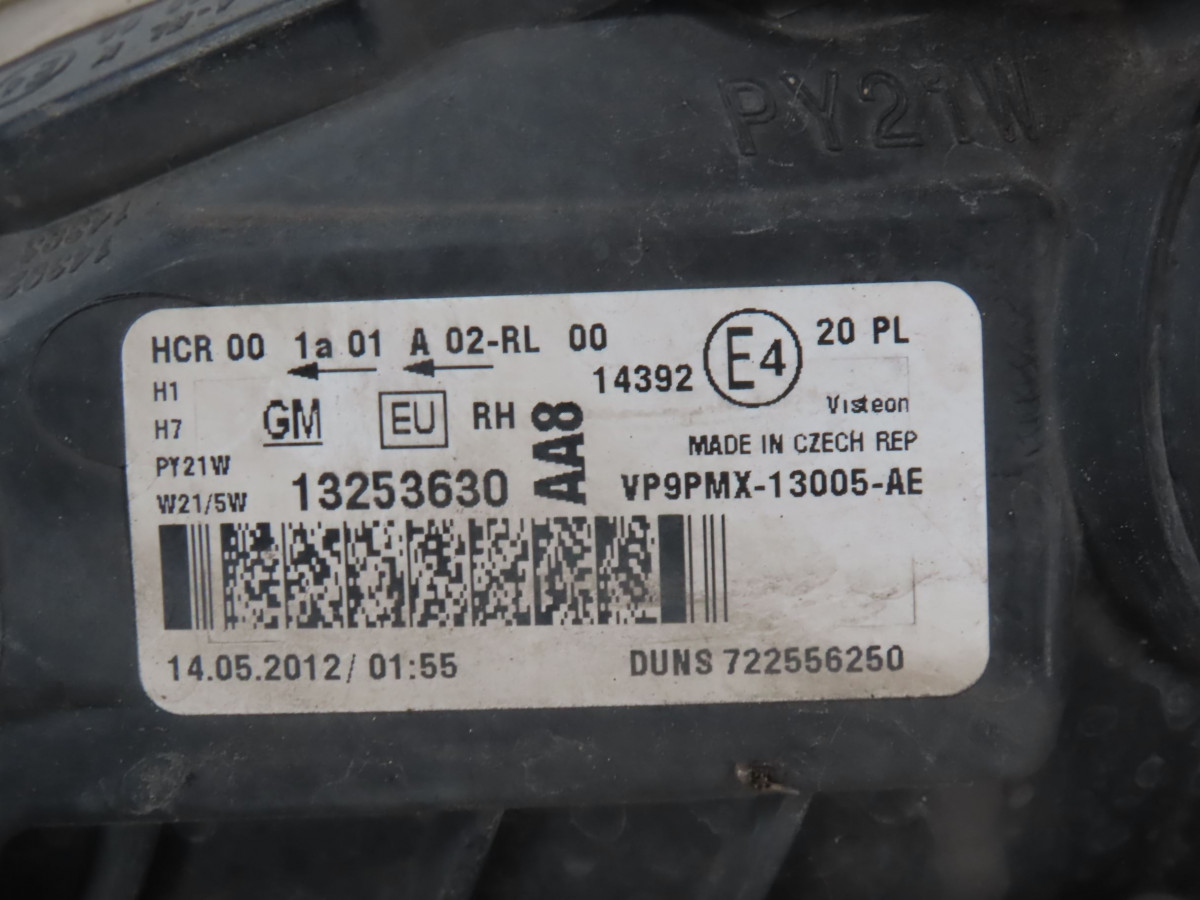 PY21W
HCR 00 1a 01 A 02-RL 00
14392 E4 20 PL
H1
H7
PY21W
W21/5W
GM EU RH AA8
Visteon
MADE IN CZECH REP
13253630
VP9PMX-13005-AE
14.05.2012/ 01:55
DUNS 722556250